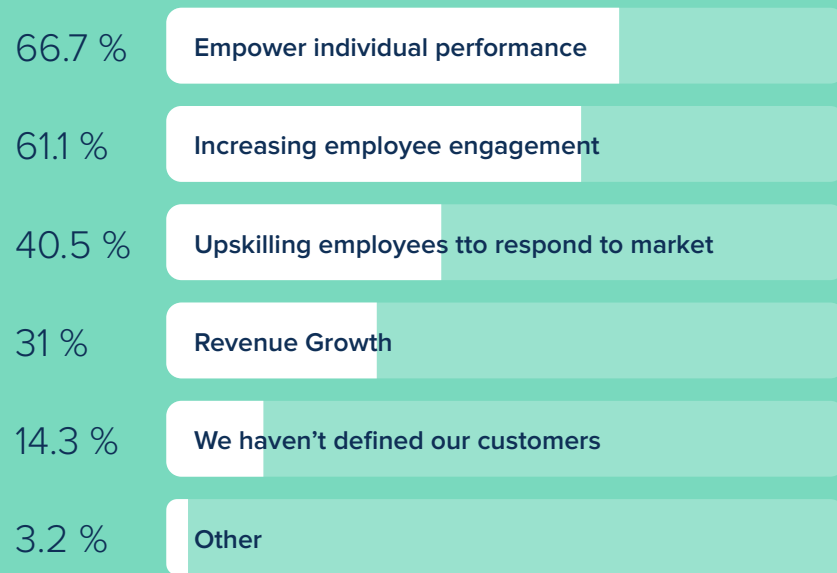 66.7 % Empower individual performance
61.1 % Increasing employee engagement
40.5 % Upskilling employees tto respond to market
31 % Revenue Growth
14.3 % We haven’t defined our customers
3.2 % Other